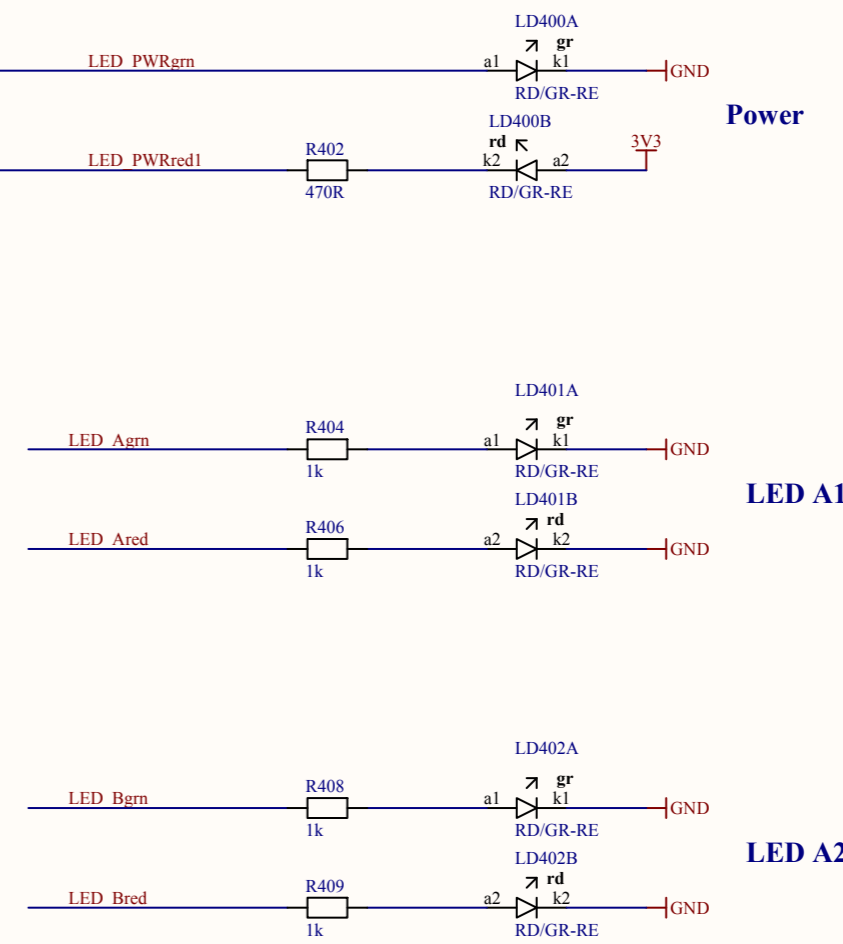 LD400A
gr
LED_PWRgrn
a1
k1
GND
RD/GR-RE
Power
LD400B
rd
3V3
R402
LED_PWRred1
k2
a2
470R
RD/GR-RE
LD401A
gr
R404
LED_Agrn
a1
k1
GND
1k
RD/GR-RE
LED A1
LD401B
rd
R406
LED_Ared
a2
k2
GND
1k
RD/GR-RE
LD402A
gr
R408
LED_Bgrn
a1
k1
GND
1k
RD/GR-RE
LED A2
LD402B
rd
R409
LED_Bred
a2
k2
GND
1k
RD/GR-RE